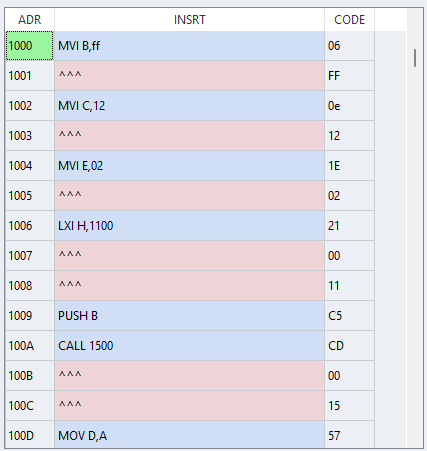 ADR INSRT CODE
1000 MVI B,ff 06
1001 ^^^ FF
1002 MVI C,12 0e
1003 ^^^ 12
1004 MVI E,02 1E
1005 ^^^ 02
1006 LXI H,1100 21
1007 ^^^ 00
1008 ^^^ 11
1009 PUSH B C5
100A CALL 1500 CD
100B ^^^ 00
100C ^^^ 15
100D MOV D,A 57